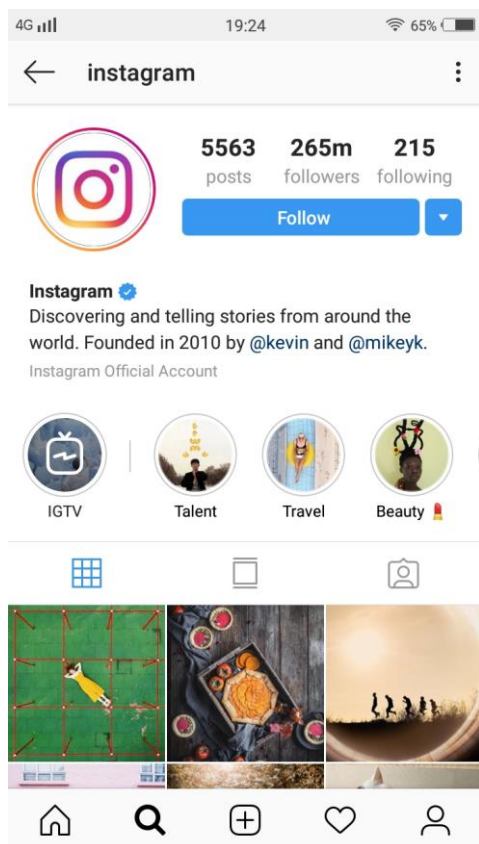 4G 19:24 65%
instagram
5563 265m 215
posts followers following
Follow
Instagram
Discovering and telling stories from around the
world. Founded in 2010 by @kevin and @mikeyk.
Instagram Official Account
IGTV Talent Travel Beauty 💄